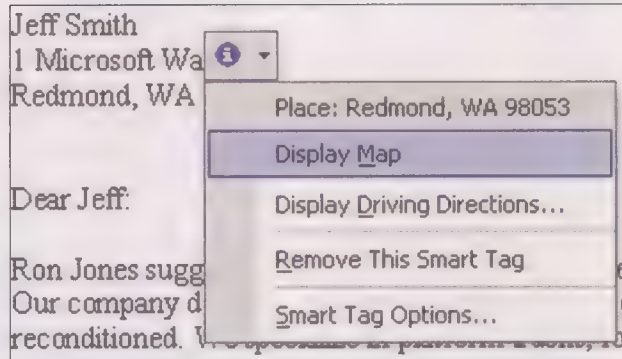 Jeff Smith
1 Microsoft Wa
Redmond, WA
Place: Redmond, WA 98053
Display Map
Dear Jeff:
Display Driving Directions...
Ron Jones sugg
Remove This Smart Tag
Our company d
Smart Tag Options...
reconditioned.